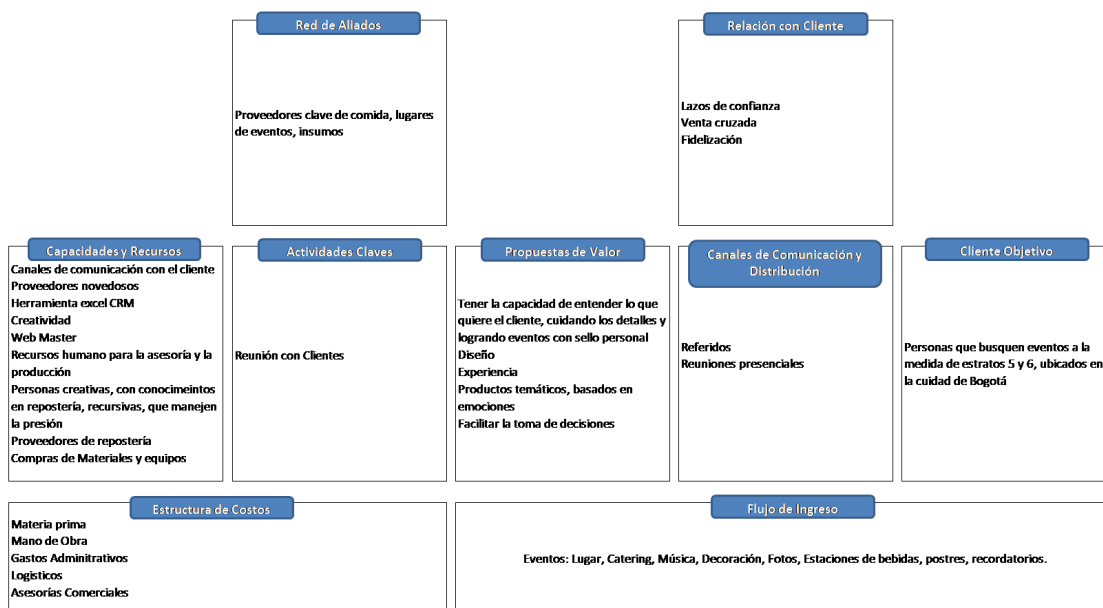 Red de Aliados
Proveedores clave de comida, lugares
de eventos, insumos
Relación con Cliente
Lazos de confianza
Venta cruzada
Fidelización
Capacidades y Recursos
Canales de comunicación con el cliente
Proveedores novedosos
Herramienta excel CRM
Creatividad
Web Master
Recursos humano para la asesoría y la
producción
Personas creativas, con conocimeintos
en repostería, recursivas, que manejen
la presión
Proveedores de repostería
Compras de Materiales y equipos
Actividades Claves
Reunión con Clientes
Propuestas de Valor
Tener la capacidad de entender lo que
quiere el cliente, cuidando los detalles y
logrando eventos con sello personal
Diseño
Experiencia
Productos temáticos, basados en
emociones
Facilitar la toma de decisiones
Canales de Comunicación y
Distribución
Referidos
Reuniones presenciales
Cliente Objetivo
Personas que busquen eventos a la
medida de estratos 5 y 6, ubicados en
la cuidad de Bogotá
Estructura de Costos
Materia prima
Mano de Obra
Gastos Adminitrativos
Logisticos
Asesorías Comerciales
Flujo de Ingreso
Eventos: Lugar, Catering, Música, Decoración, Fotos, Estaciones de bebidas, postres, recordatorios.